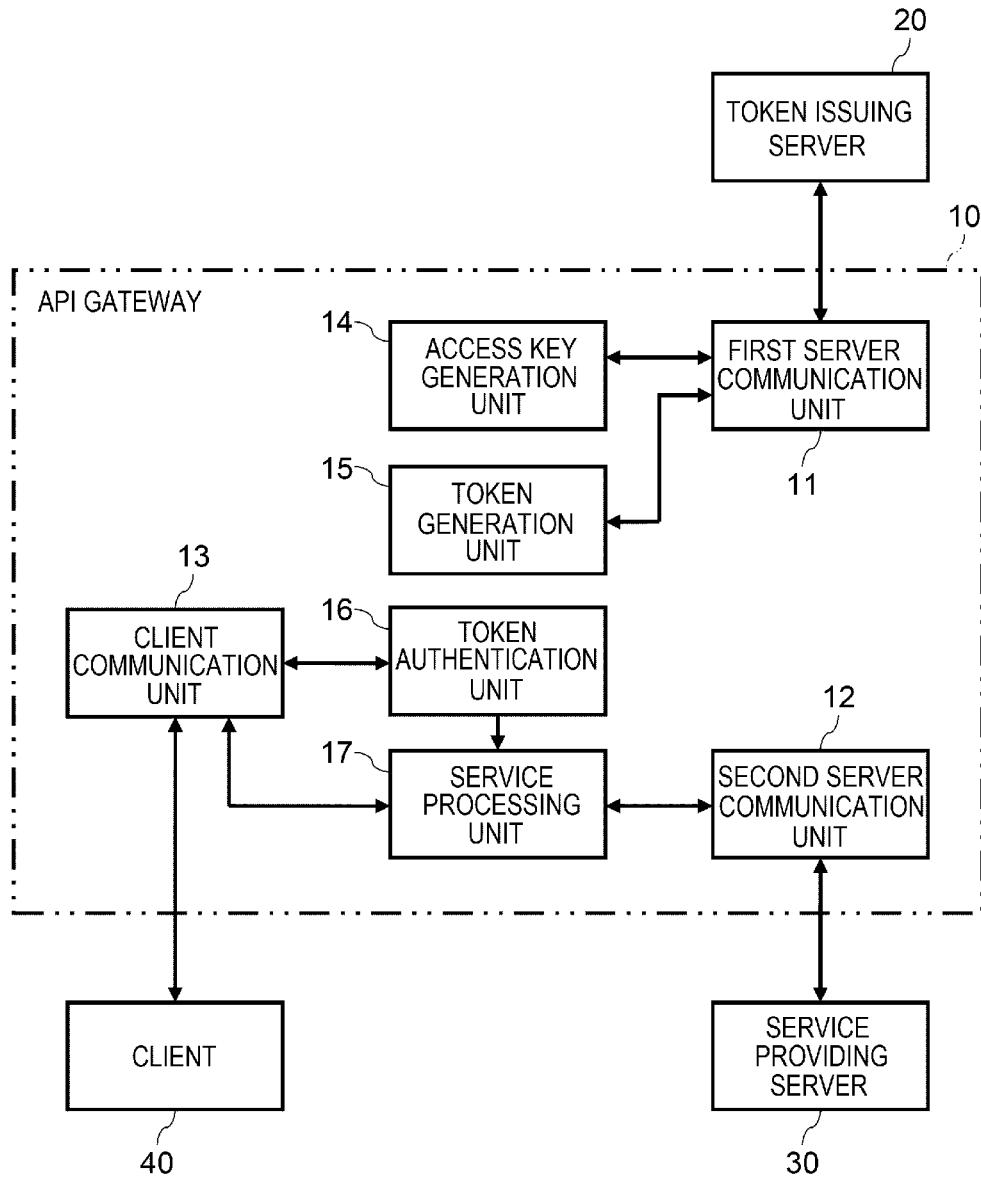 20
TOKEN ISSUING
SERVER
10
API GATEWAY
14
ACCESS KEY
GENERATION
UNIT
FIRST SERVER
COMMUNICATION
UNIT
11
15
TOKEN
GENERATION
UNIT
13
CLIENT
COMMUNICATION
UNIT
16
TOKEN
AUTHENTICATION
UNIT
12
17
SERVICE
PROCESSING
UNIT
SECOND SERVER
COMMUNICATION
UNIT
CLIENT
40
SERVICE
PROVIDING
SERVER
30